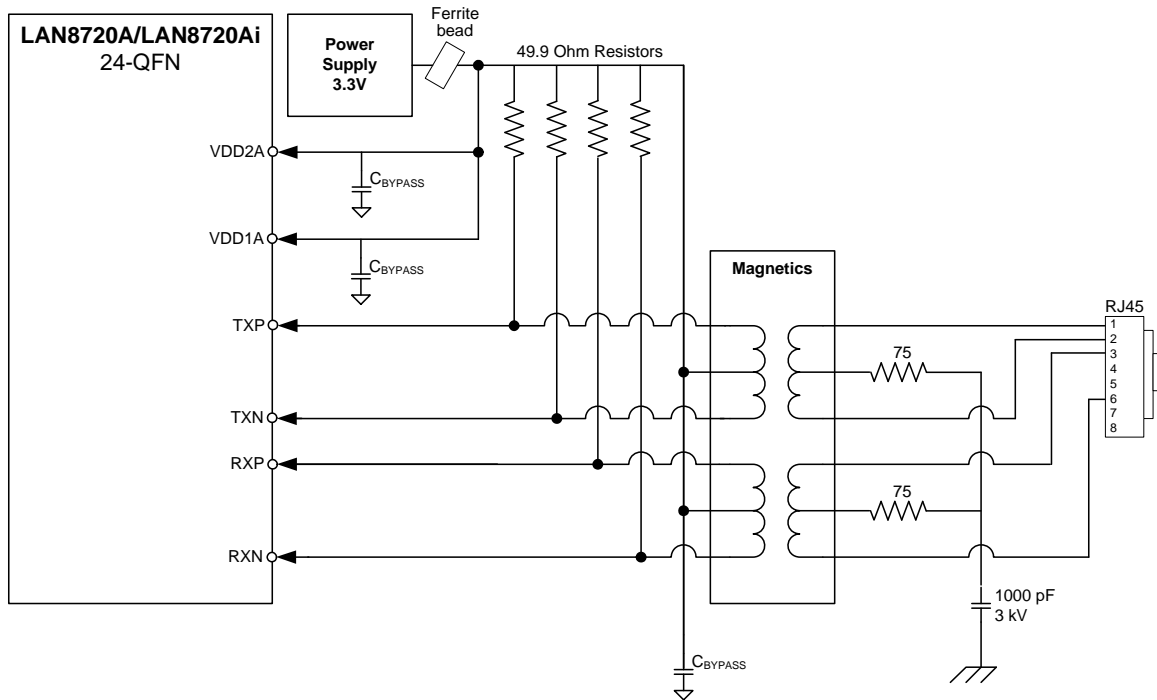 LAN8720A/LAN8720Ai
24-QFN
Power
Supply
3.3V
Ferrite
bead
49.9 Ohm Resistors
VDD2A
CBYPASS
VDD1A
CBYPASS
Magnetics
RJ45
TXP
1
2
3
4
5
6
7
8
75
TXN
RXP
75
RXN
1000 pF
3 kV
CBYPASS